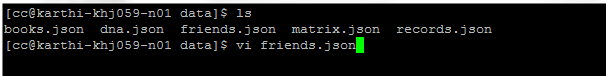 [cc@karthi-khj059-n01 data]$ ls
books.json  dna.json  friends.json  matrix.json  records.json
[cc@karthi-khj059-n01 data]$ vi friends.json